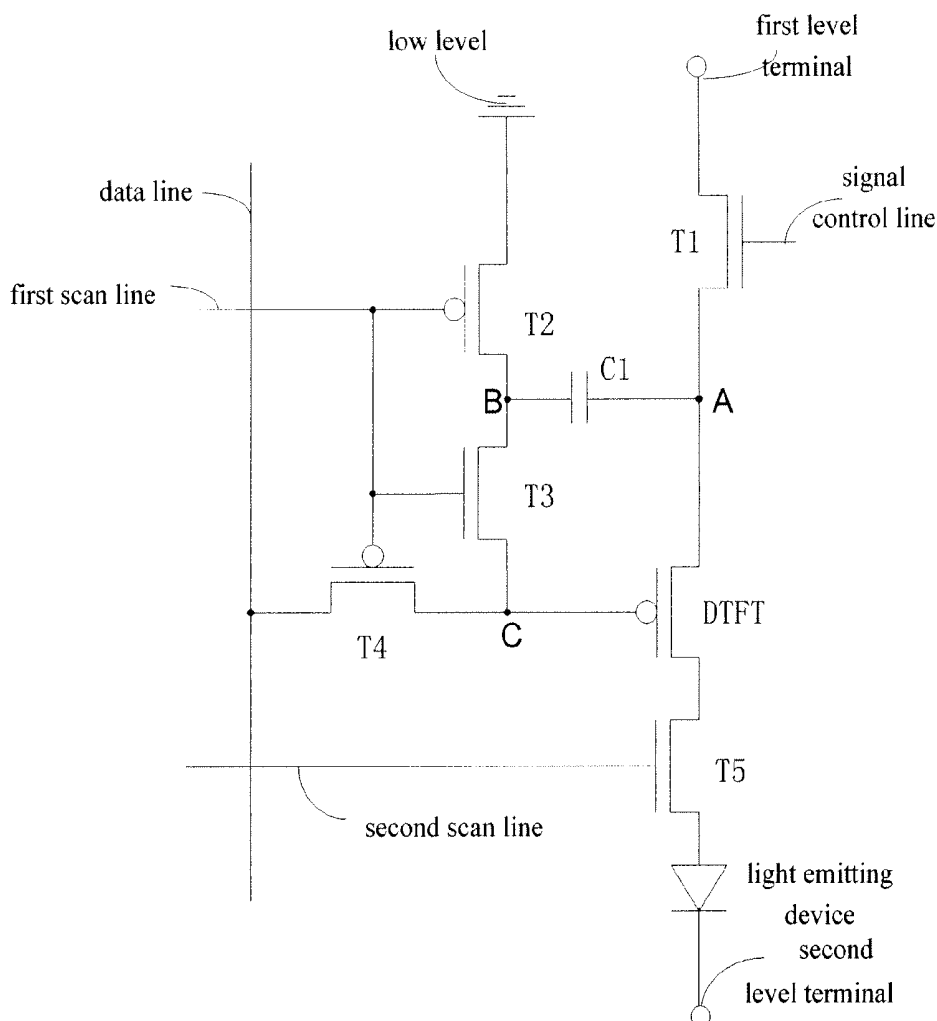 low level
first level
terminal
data line
signal
control line
T1
first scan line
T2
C1
B
A
T3
DTFT
C
T4
T5
second scan line
light emitting
device
second
level terminal